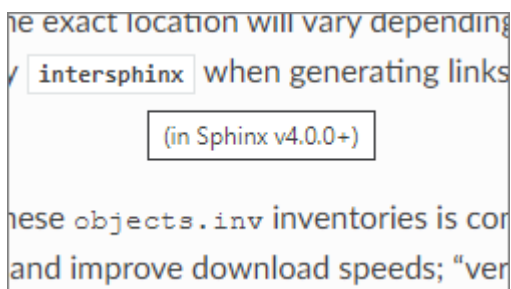 he exact location will vary depending
y intersphinx when generating links
(in Sphinx v4.0.0+)
hese objects.inv inventories is cor
and improve download speeds; “ver